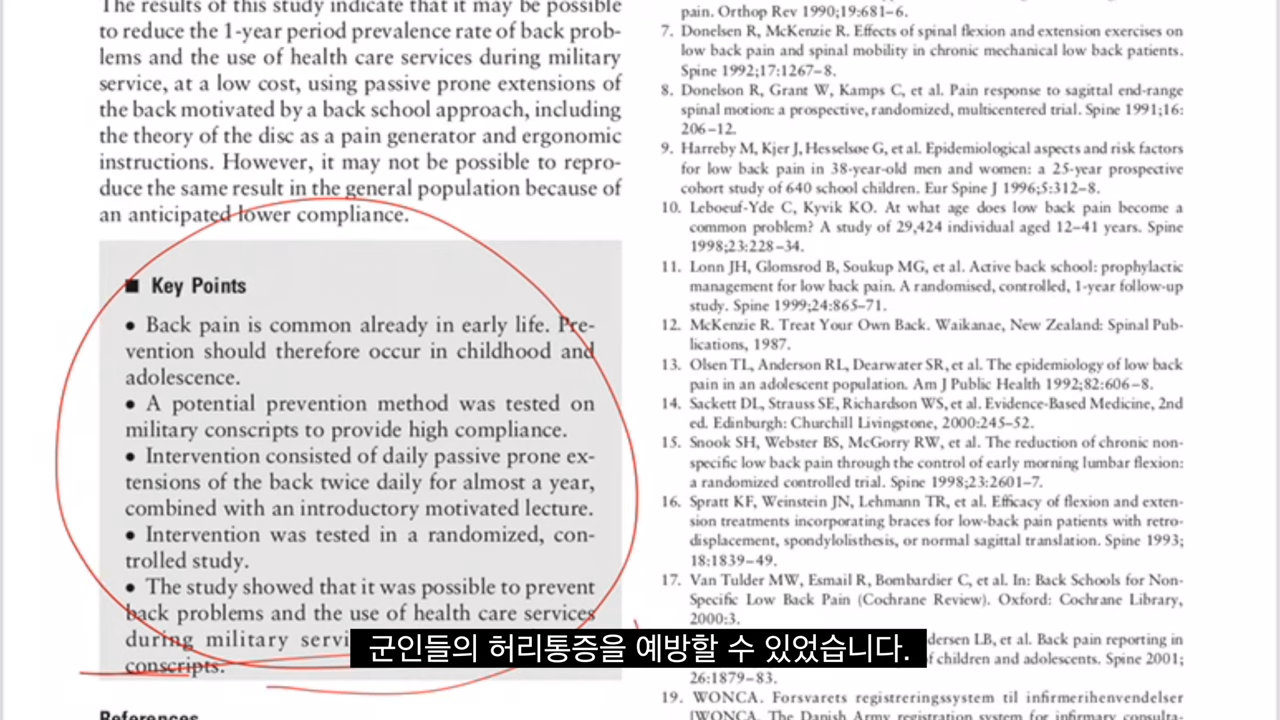 The results of this study indicate that it may be possible
to reduce the 1-year period prevalence rate of back prob-
lems and the use of health care services during military
service, at a low cost, using passive prone extensions of
the back motivated by a back school approach, including
the theory of the disc as a pain generator and ergonomic
instructions. However, it may not be possible to repro-
duce the same result in the general population because of
an anticipated lower compliance.
■ Key Points
• Back pain is common already in early life. Pre-
vention should therefore occur in childhood and
adolescence.
• A potential prevention method was tested on
military conscripts to provide high compliance.
• Intervention consisted of daily passive prone ex-
tensions of the back twice daily for almost a year,
combined with an introductory motivated lecture.
• Intervention was tested in a randomized, con-
trolled study.
• The study showed that it was possible to prevent
back problems and the use of health care services
during military servi
conscripts.
References
pain. Orthop Rev 1990;19:681–6.
7. Donelsen R, McKenzie R. Effects of spinal flexion and extension exercises on
low back pain and spinal mobility in chronic mechanical low back patients.
Spine 1992;17:1267–8.
8. Donelson R, Grant W, Kamps C, et al. Pain response to sagittal end-range
spinal motion: a prospective, randomized, multicentered trial. Spine 1991;16:
206–12.
9. Harreby M, Kjer J, Hesselsøe G, et al. Epidemiological aspects and risk factors
for low back pain in 38-year-old men and women: a 25-year prospective
cohort study of 640 school children. Eur Spine J 1996;5:312–8.
10. Leboeuf-Yde C, Kyvik KO. At what age does low back pain become a
common problem? A study of 29,424 individual aged 12–41 years. Spine
1998;23:228–34.
11. Lonn JH, Glomsrod B, Soukup MG, et al. Active back school: prophylactic
management for low back pain. A randomised, controlled, 1-year follow-up
study. Spine 1999;24:865–71.
12. McKenzie R. Treat Your Own Back. Waikanae, New Zealand: Spinal Pub-
lications, 1987.
13. Olsen TL, Anderson RL, Dearwater SR, et al. The epidemiology of low back
pain in an adolescent population. Am J Public Health 1992;82:606–8.
14. Sackett DL, Strauss SE, Richardson WS, et al. Evidence-Based Medicine, 2nd
ed. Edinburgh: Churchill Livingstone, 2000:245–52.
15. Snook SH, Webster BS, McGorry RW, et al. The reduction of chronic non-
specific low back pain through the control of early morning lumbar flexion:
a randomized controlled trial. Spine 1998;23:2601–7.
16. Spratt KF, Weinstein JN, Lehmann TR, et al. Efficacy of flexion and exten-
sion treatments incorporating braces for low-back pain patients with retro-
displacement, spondylolisthesis, or normal sagittal translation. Spine 1993;
18:1839–49.
17. Van Tulder MW, Esmail R, Bombardier C, et al. In: Back Schools for Non-
Specific Low Back Pain (Cochrane Review). Oxford: Cochrane Library,
2000:3.
dersen LB, et al. Back pain reporting in
f children and adolescents. Spine 2001;
26:1879–83.
19. WONCA. Forsvarets registreringssystem til infirmerihenvendelser
[WONCA. The Danish Army registration system for infirmary consulta-
군인들의 허리통증을 예방할 수 있었습니다.